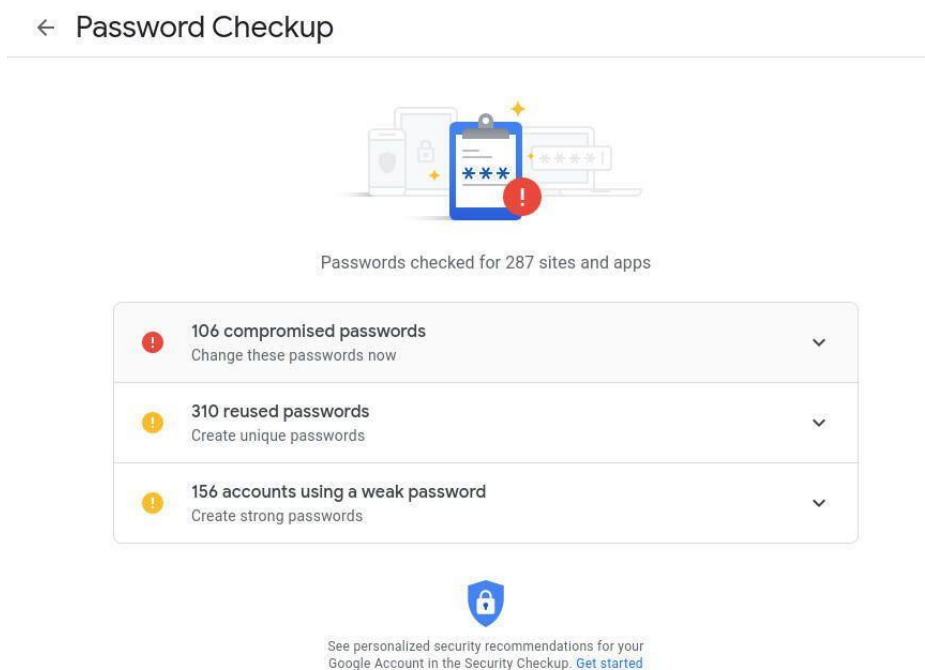 Password Checkup
***
****|
Passwords checked for 287 sites and apps
106 compromised passwords
Change these passwords now
310 reused passwords
Create unique passwords
156 accounts using a weak password
Create strong passwords
See personalized security recommendations for your
Google Account in the Security Checkup. Get started